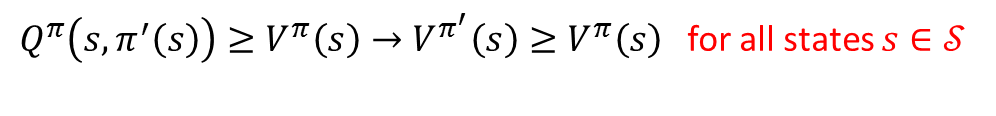 Q^π(s, π′(s)) ≥ V^π(s) → V^π′(s) ≥ V^π(s) for all states s ∈ 𝒮